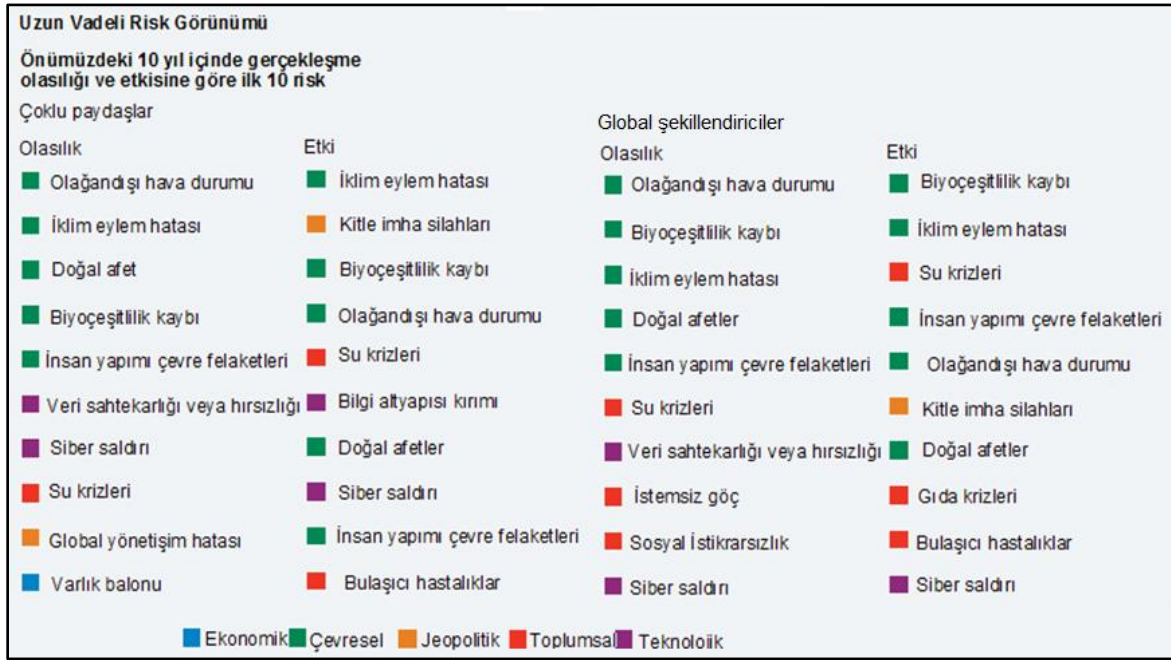 Uzun Vadeli Risk Görünümü
Önümüzdeki 10 yıl içinde gerçekleşme
olasılığı ve etkisine göre ilk 10 risk
Çoklu paydaşlar
Olasılık
Olağandışı hava durumu
İklim eylem hatası
Doğal afet
Biyoçeşitlilik kaybı
İnsan yapımı çevre felaketleri
Veri sahtekarlığı veya hırsızlığı
Siber saldırı
Su krizleri
Global yönetişim hatası
Varlık balonu
Etki
İklim eylem hatası
Kitle imha silahları
Biyoçeşitlilik kaybı
Olağandışı hava durumu
Su krizleri
Bilgi altyapısı kırımı
Doğal afetler
Siber saldırı
İnsan yapımı çevre felaketleri
Bulaşıcı hastalıklar
Global şekillendiriciler
Olasılık
Olağandışı hava durumu
Biyoçeşitlilik kaybı
İklim eylem hatası
Doğal afetler
İnsan yapımı çevre felaketleri
Su krizleri
Veri sahtekarlığı veya hırsızlığı
İstemsiz göç
Sosyal İstikrarsızlık
Siber saldırı
Etki
Biyoçeşitlilik kaybı
İklim eylem hatası
Su krizleri
İnsan yapımı çevre felaketleri
Olağandışı hava durumu
Kitle imha silahları
Doğal afetler
Gıda krizleri
Bulaşıcı hastalıklar
Siber saldırı
Ekonomik Çevresel Jeopolitik Toplumsal Teknolojik